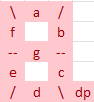 \ a /
f b
-- g --
e c
/ d \ dp